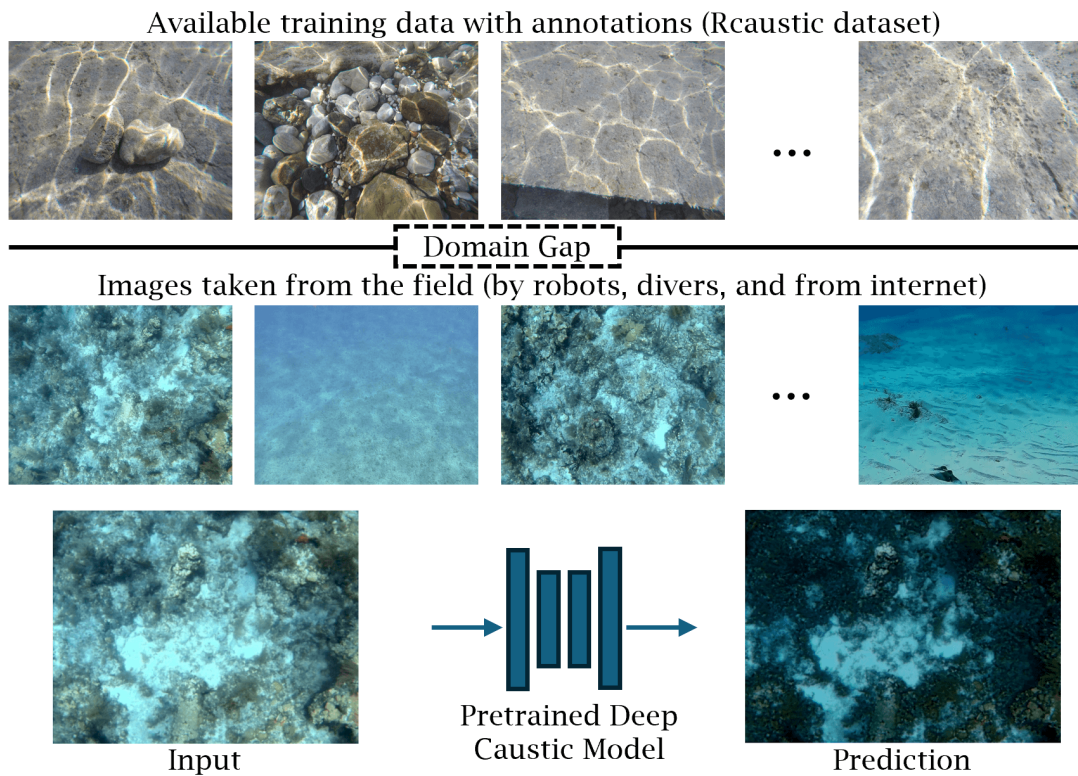 Available training data with annotations (Rcaustic dataset)
...
Domain Gap
Images taken from the field (by robots, divers, and from internet)
...
Pretrained Deep
Caustic Model
Input
Prediction